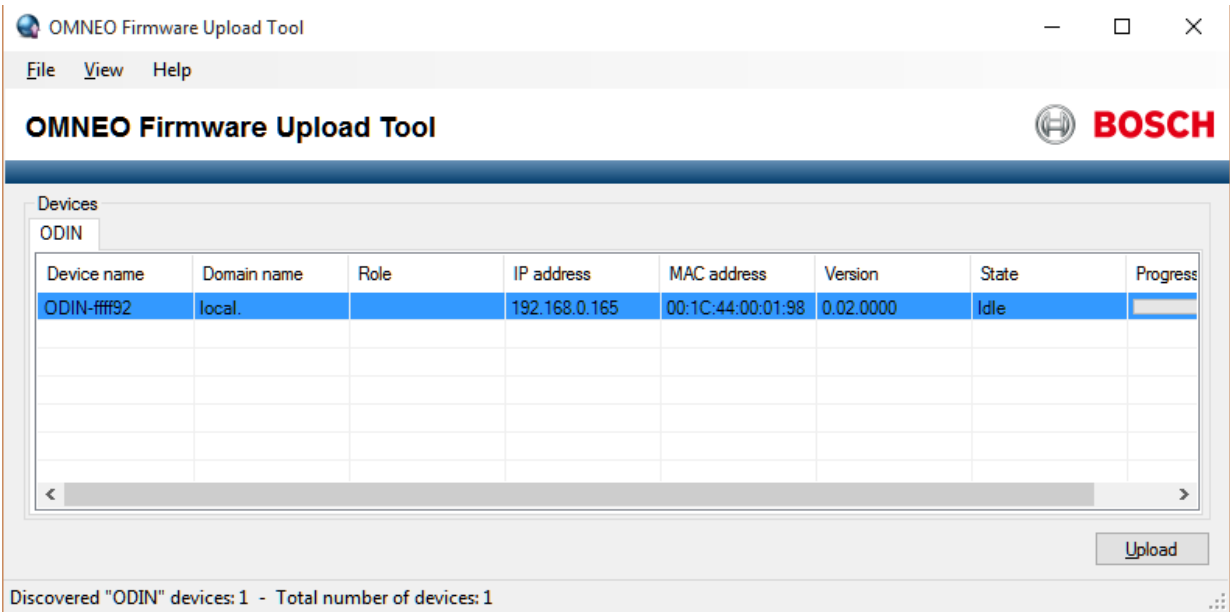 OMNEO Firmware Upload Tool
File View Help
OMNEO Firmware Upload Tool
BOSCH
Devices
ODIN
Device name Domain name Role IP address MAC address Version State Progress
ODIN-ffff92 local. 192.168.0.165 00:1C:44:00:01:98 0.02.0000 Idle
Upload
Discovered "ODIN" devices: 1 - Total number of devices: 1